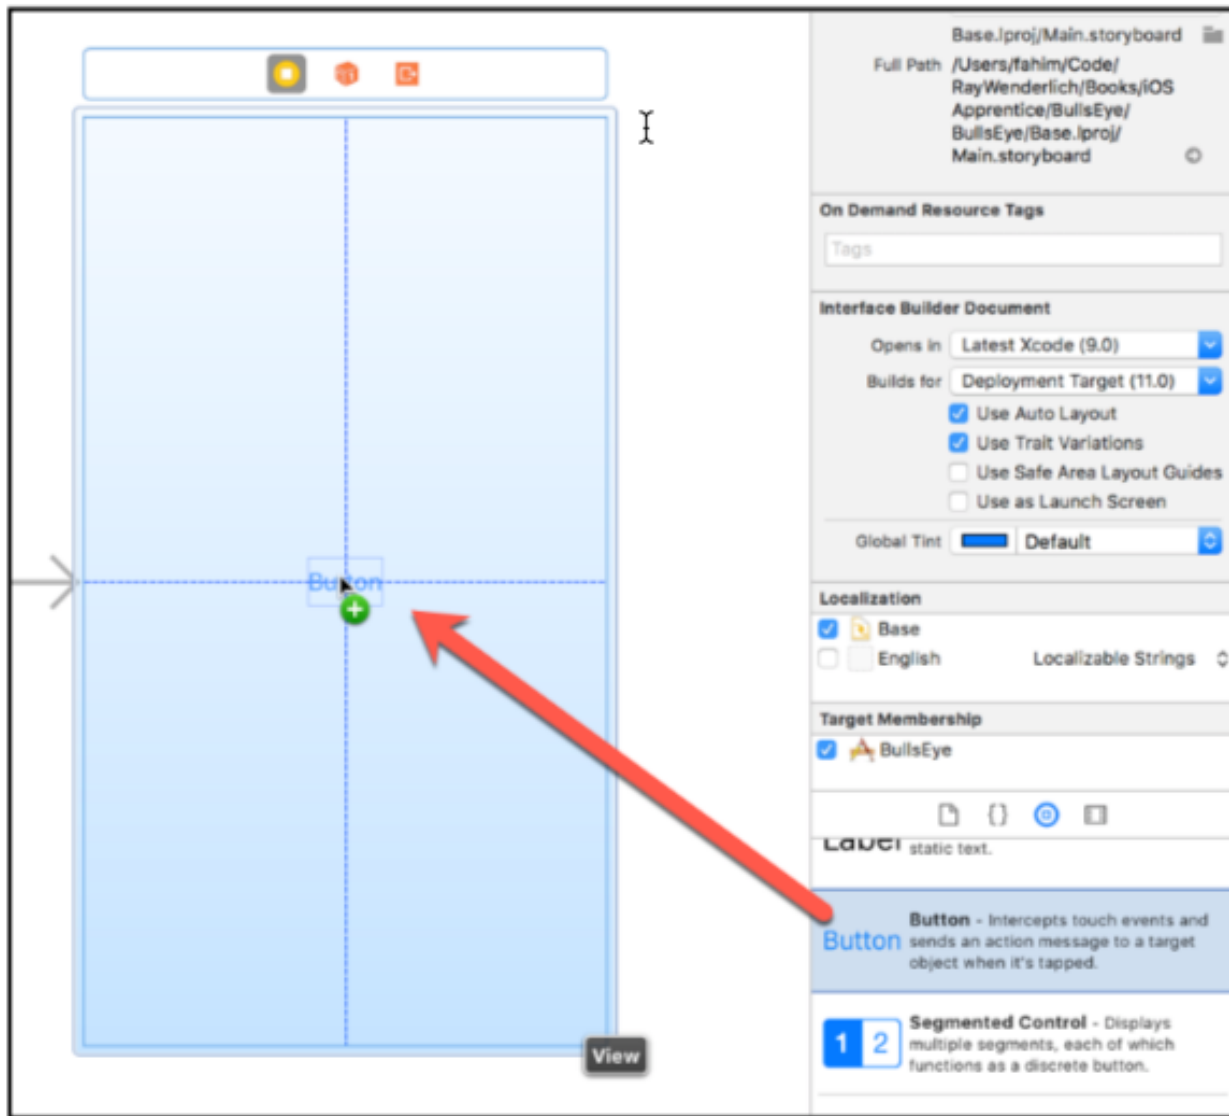 Base.lproj/Main.storyboard
Full Path /Users/fahim/Code/
RayWenderlich/Books/iOS
Apprentice/BullsEye/
BullsEye/Base.lproj/
Main.storyboard
On Demand Resource Tags
Tags
Interface Builder Document
Opens in Latest Xcode (9.0)
Builds for Deployment Target (11.0)
Use Auto Layout
Use Trait Variations
Use Safe Area Layout Guides
Use as Launch Screen
Global Tint Default
Button
Localization
Base
English Localizable Strings
Target Membership
BullsEye
{}
Label static text.
Button
Button - Intercepts touch events and
sends an action message to a target
object when it's tapped.
1 2
Segmented Control - Displays
multiple segments, each of which
functions as a discrete button.
View